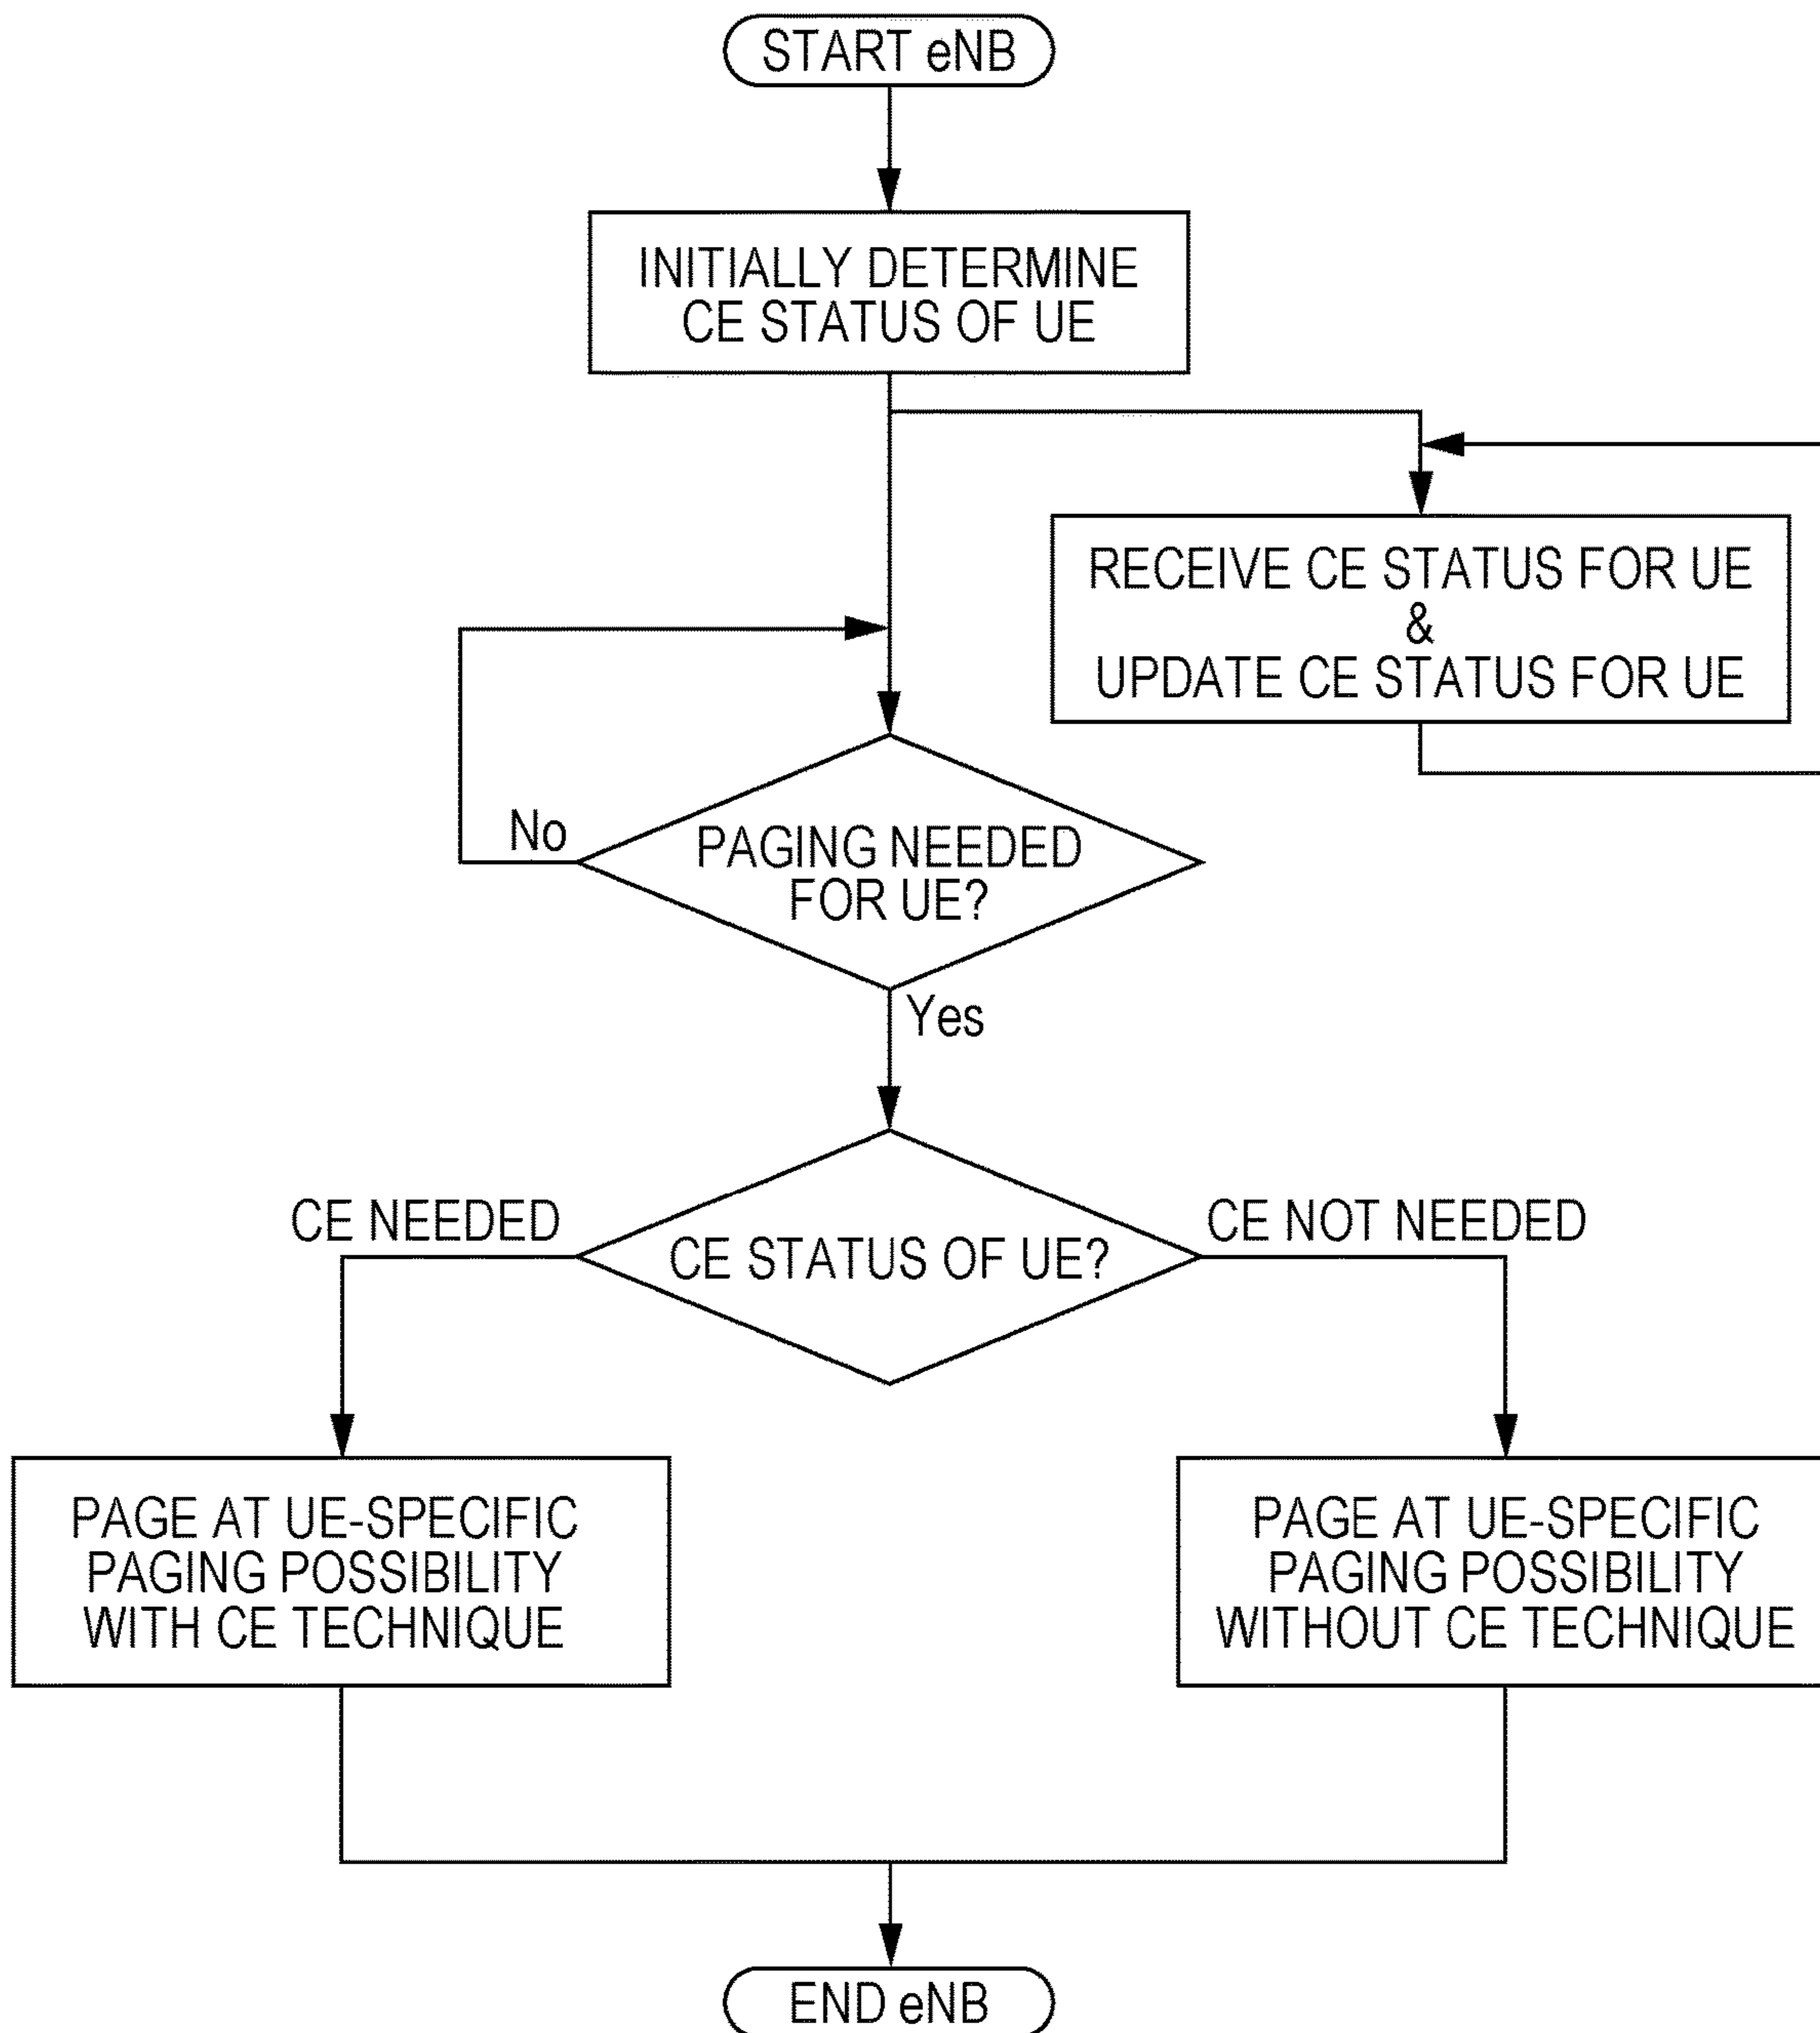 START eNB
INITIALLY DETERMINE
CE STATUS OF UE
RECEIVE CE STATUS FOR UE
&
UPDATE CE STATUS FOR UE
No
PAGING NEEDED
FOR UE?
Yes
CE NEEDED
CE STATUS OF UE?
CE NOT NEEDED
PAGE AT UE-SPECIFIC
PAGING POSSIBILITY
WITH CE TECHNIQUE
PAGE AT UE-SPECIFIC
PAGING POSSIBILITY
WITHOUT CE TECHNIQUE
END eNB